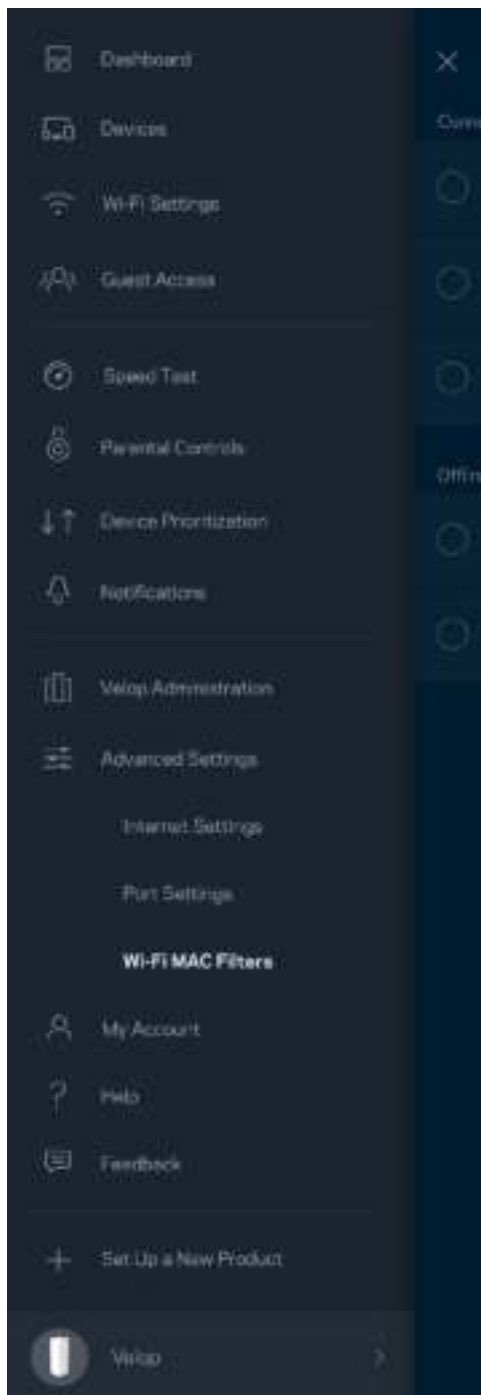 Dashboard
Devices
Wi-Fi Settings
Guest Access
Speed Test
Parental Controls
Device Prioritization
Notifications
Velop Administration
Advanced Settings
Internet Settings
Port Settings
Wi-Fi MAC Filters
My Account
Help
Feedback
Set Up a New Product
Velop